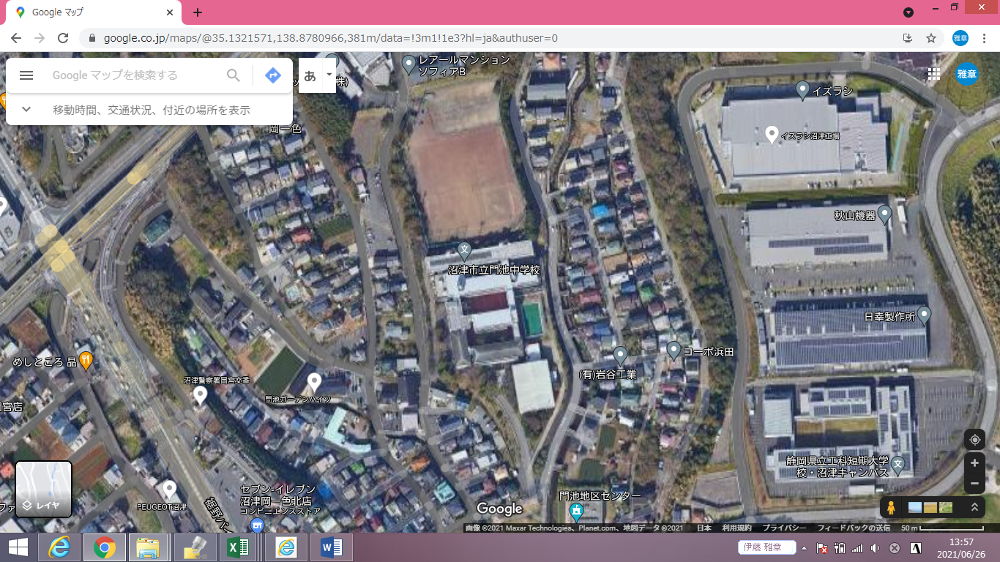 Google マップ
google.co.jp/maps/@35.1321571,138.8780966,381m/data=!3m1!1e3?hl=ja&authuser=0
雅章
Google マップを検索する
あ
株)
移動時間、交通状況、付近の場所を表示
雅章
レアールマンション
ソフィアB
イズラシ
イズラシ沼津工場
岡一色
秋山機器
沼津市立門池中学校
日幸製作所
めしところ 晶
コーポ浜田
(有)岩谷工業
沼津警察署岡宮交番
門池ガーデンハイツ
宮店
静岡県立工科短期大学
校・沼津キャンパス
セブン-イレブン
沼津岡一色北店
コンビニエンスストア
門池地区センター
PEUGEOT沼津
裾野バ
レイヤ
Google
画像 ©2021 Maxar Technologies、Planet.com、地図データ ©2021 日本 利用規約 プライバシー フィードバックの送信 50 m
伊藤 雅章
A
13:57
2021/06/26